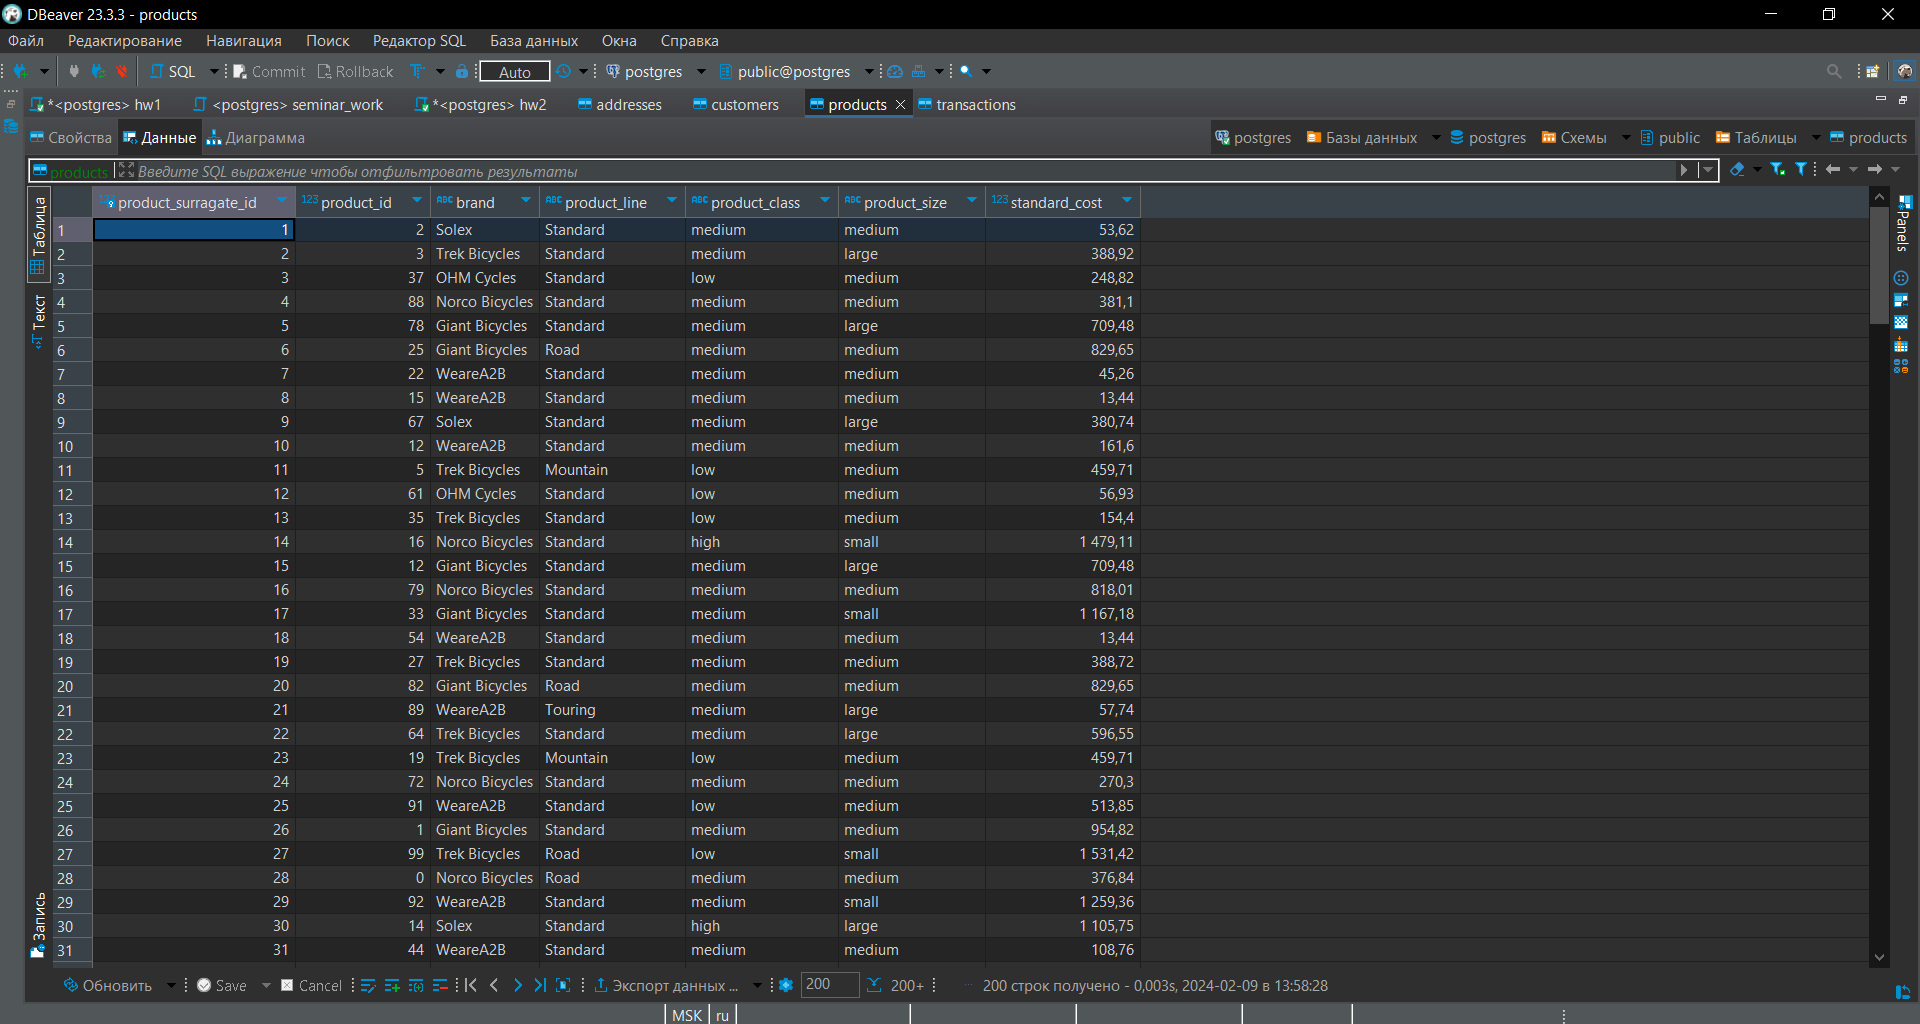 DBeaver 23.3.3 - products
Файл Редактирование Навигация Поиск Редактор SQL База данных Окна Справка
SQL Commit Rollback Auto postgres public@postgres
*<postgres> hw1 <postgres> seminar_work *<postgres> hw2 addresses customers products transactions
Свойства Данные Диаграмма postgres Базы данных postgres Схемы public Таблицы products
products Введите SQL выражение чтобы отфильтровать результаты
Таблица
Текст
Запись
Panels
product_surragate_id 123 product_id ABC brand ABC product_line ABC product_class ABC product_size 123 standard_cost
1 1 2 Solex Standard medium medium 53,62
2 2 3 Trek Bicycles Standard medium large 388,92
3 3 37 OHM Cycles Standard low medium 248,82
4 4 88 Norco Bicycles Standard medium medium 381,1
5 5 78 Giant Bicycles Standard medium large 709,48
6 6 25 Giant Bicycles Road medium medium 829,65
7 7 22 WeareA2B Standard medium medium 45,26
8 8 15 WeareA2B Standard medium medium 13,44
9 9 67 Solex Standard medium large 380,74
10 10 12 WeareA2B Standard medium medium 161,6
11 11 5 Trek Bicycles Mountain low medium 459,71
12 12 61 OHM Cycles Standard low medium 56,93
13 13 35 Trek Bicycles Standard low medium 154,4
14 14 16 Norco Bicycles Standard high small 1 479,11
15 15 12 Giant Bicycles Standard medium large 709,48
16 16 79 Norco Bicycles Standard medium medium 818,01
17 17 33 Giant Bicycles Standard medium small 1 167,18
18 18 54 WeareA2B Standard medium medium 13,44
19 19 27 Trek Bicycles Standard medium medium 388,72
20 20 82 Giant Bicycles Road medium medium 829,65
21 21 89 WeareA2B Touring medium large 57,74
22 22 64 Trek Bicycles Standard medium large 596,55
23 23 19 Trek Bicycles Mountain low medium 459,71
24 24 72 Norco Bicycles Standard medium medium 270,3
25 25 91 WeareA2B Standard low medium 513,85
26 26 1 Giant Bicycles Standard medium medium 954,82
27 27 99 Trek Bicycles Road low small 1 531,42
28 28 0 Norco Bicycles Road medium medium 376,84
29 29 92 WeareA2B Standard medium small 1 259,36
30 30 14 Solex Standard high large 1 105,75
31 31 44 WeareA2B Standard medium medium 108,76
Обновить Save Cancel Экспорт данных ... 200 200+ 200 строк получено - 0,003s, 2024-02-09 в 13:58:28
MSK ru